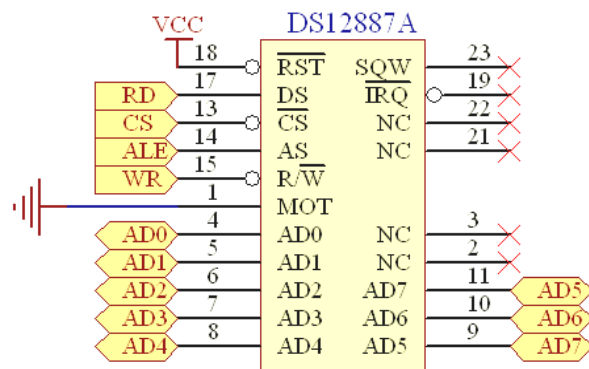 VCC DS12887A
18 RST SQW 23
RD 17 DS IRQ 19
CS 13 CS NC 22
ALE 14 AS NC 21
WR 15 R/W
1 MOT
AD0 4 AD0 NC 3
AD1 5 AD1 NC 2
AD2 6 AD2 AD7 11 AD5
AD3 7 AD3 AD6 10 AD6
AD4 8 AD4 AD5 9 AD7